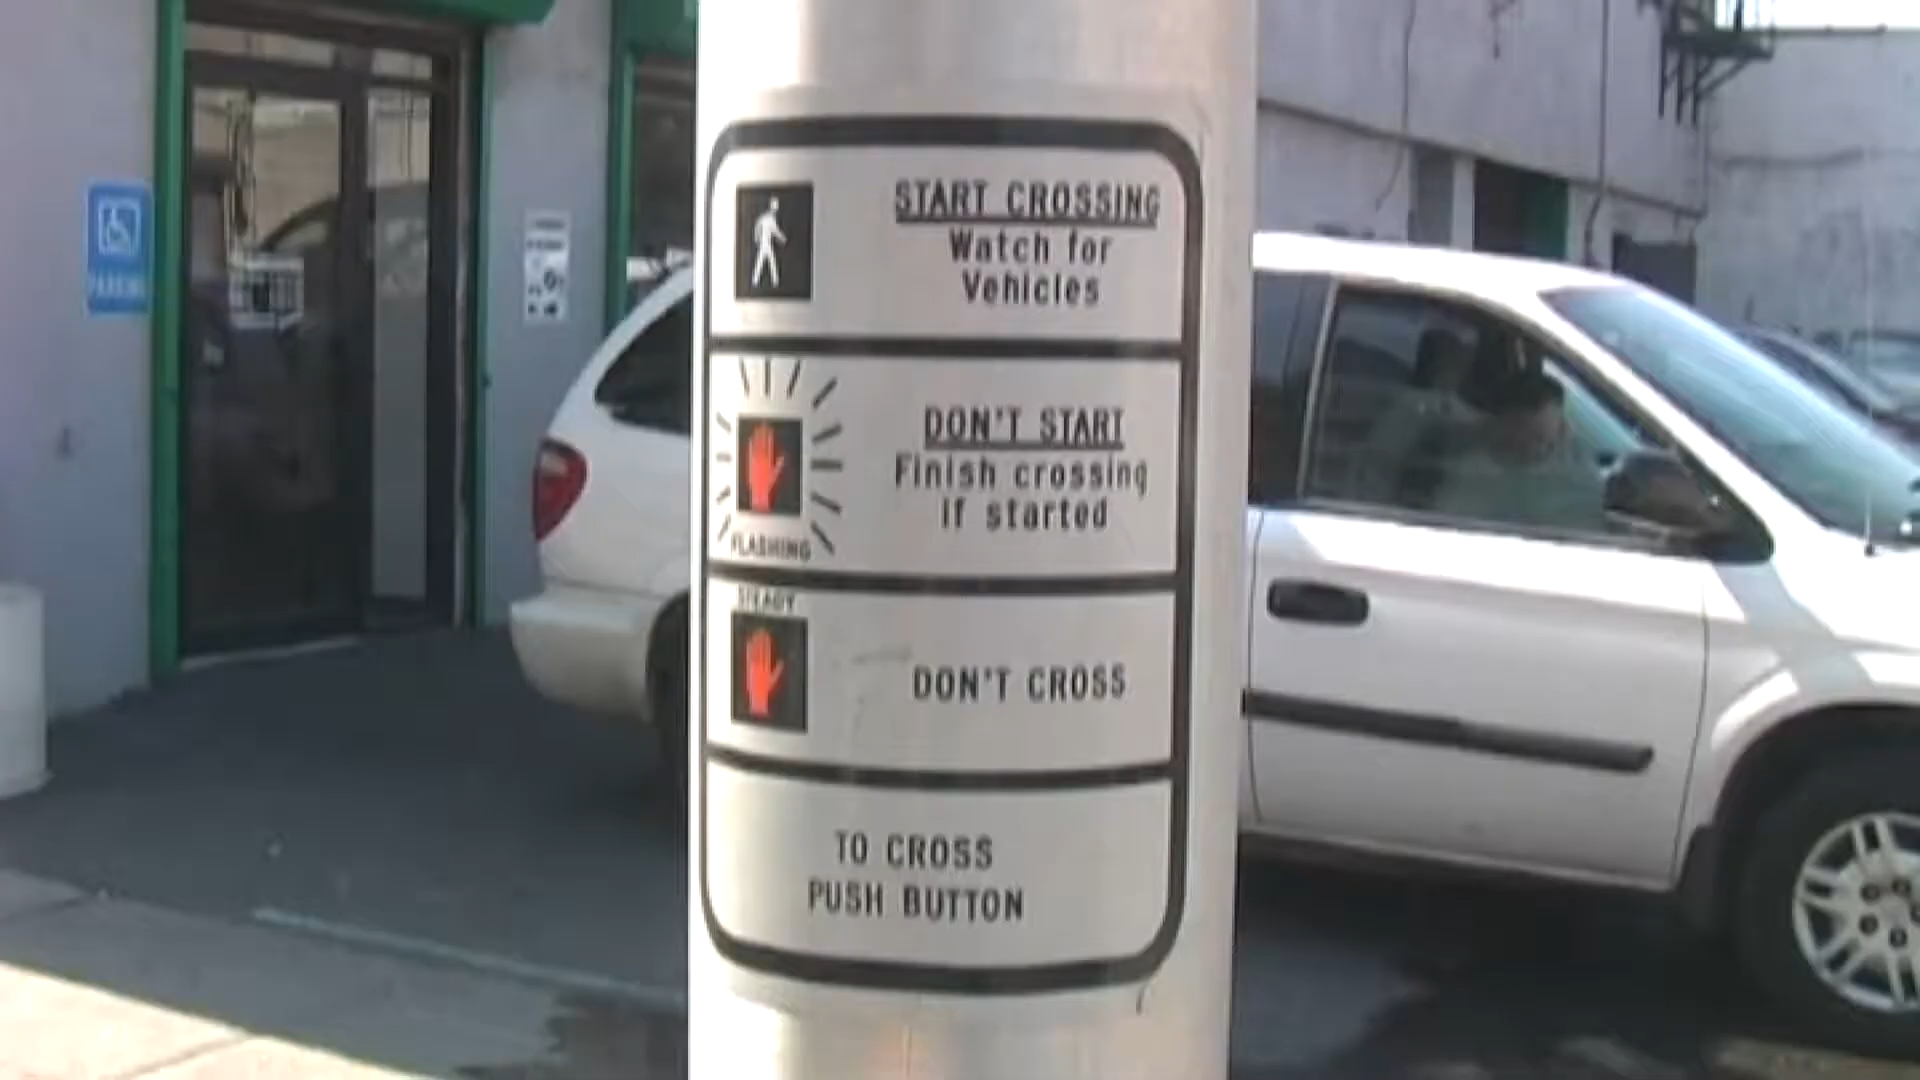 START CROSSING
Watch for
Vehicles
DON'T START
Finish crossing
if started
FLASHING
STEADY
DON'T CROSS
TO CROSS
PUSH BUTTON
PARKING